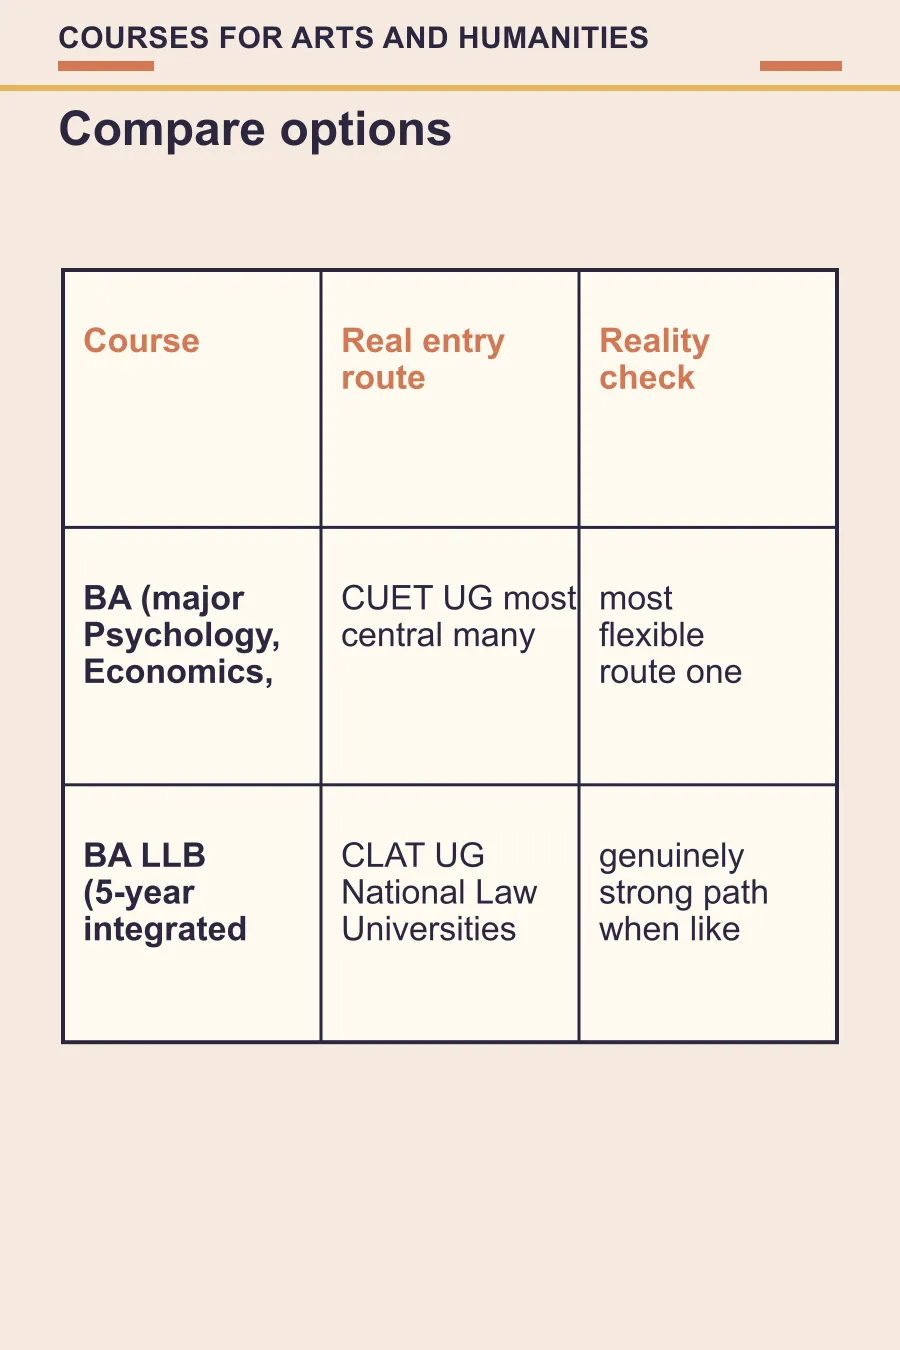 COURSES FOR ARTS AND HUMANITIES
Compare options
Course
Real entry
route
Reality
check
BA (major
Psychology,
Economics,
CUET UG most
central many
most
flexible
route one
BA LLB
(5-year
integrated
CLAT UG
National Law
Universities
genuinely
strong path
when like